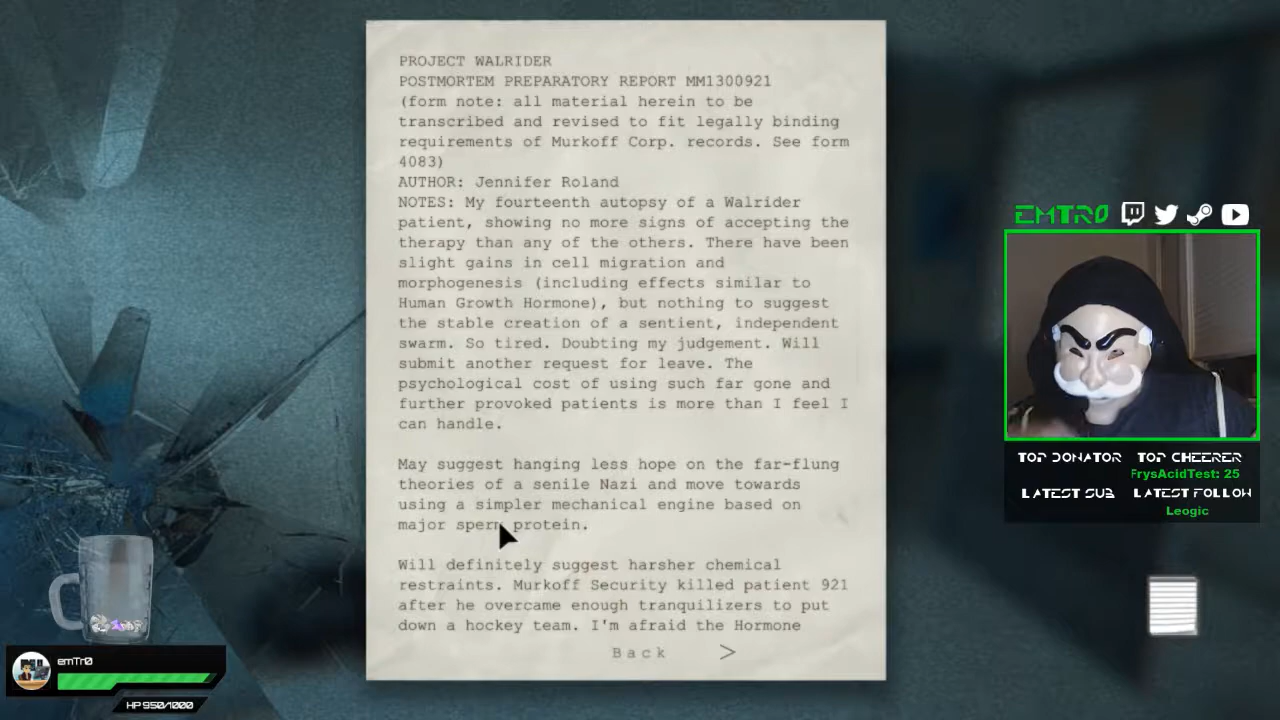 PROJECT WALRIDER
POSTMORTEM PREPARATORY REPORT MM1300921
(form note: all material herein to be
transcribed and revised to fit legally binding
requirements of Murkoff Corp. records. See form
4083)
AUTHOR: Jennifer Roland
NOTES: My fourteenth autopsy of a Walrider
patient, showing no more signs of accepting the
therapy than any of the others. There have been
slight gains in cell migration and
morphogenesis (including effects similar to
Human Growth Hormone), but nothing to suggest
the stable creation of a sentient, independent
swarm. So tired. Doubting my judgement. Will
submit another request for leave. The
psychological cost of using such far gone and
further provoked patients is more than I feel I
can handle.
May suggest hanging less hope on the far-flung
theories of a senile Nazi and move towards
using a simpler mechanical engine based on
major sperm protein.
Will definitely suggest harsher chemical
restraints. Murkoff Security killed patient 921
after he overcame enough tranquilizers to put
down a hockey team. I'm afraid the Hormone
Back >
EMTR0
TOP DONATOR TOP CHEERER
FrysAcidTest: 25
LATEST SUB LATEST FOLLOW
Leogic
emTr0
HP 950/1000